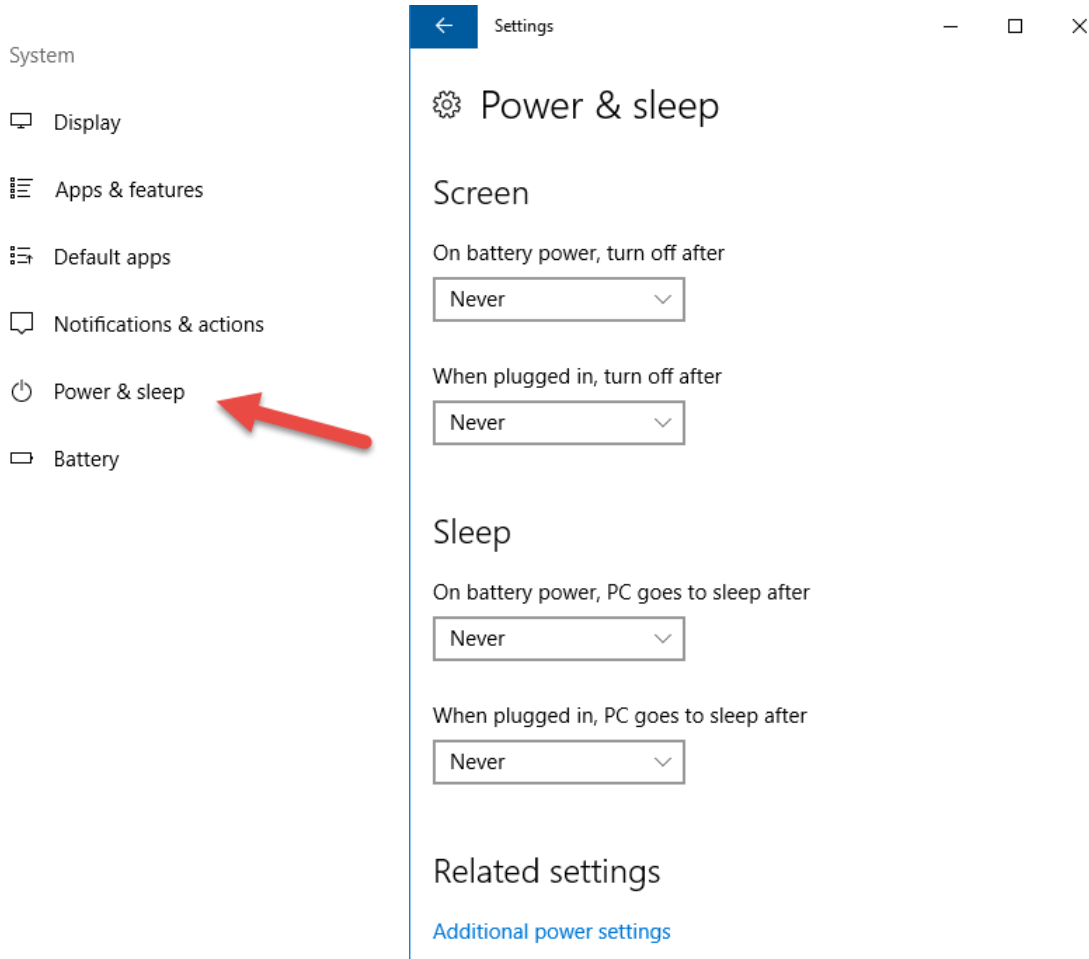 System
Display
Apps & features
Default apps
Notifications & actions
Power & sleep
Battery
Settings
Power & sleep
Screen
On battery power, turn off after
Never
When plugged in, turn off after
Never
Sleep
On battery power, PC goes to sleep after
Never
When plugged in, PC goes to sleep after
Never
Related settings
Additional power settings